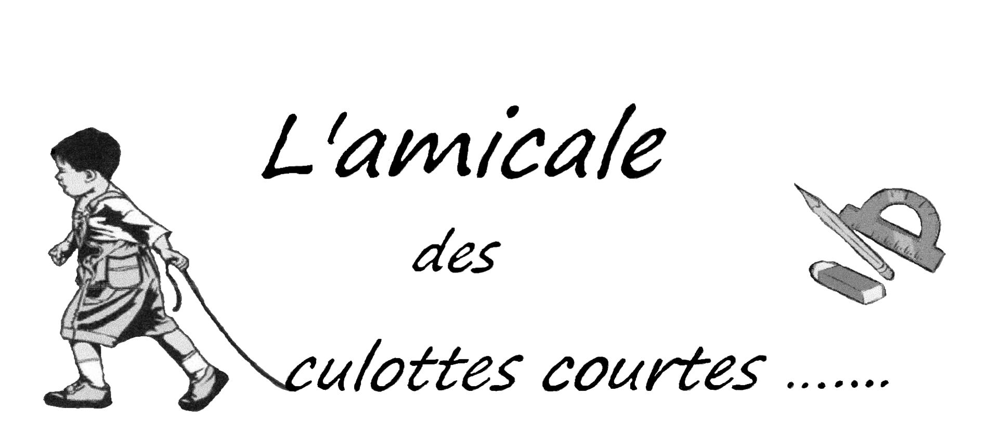 L'amicale
des
culottes courtes .......